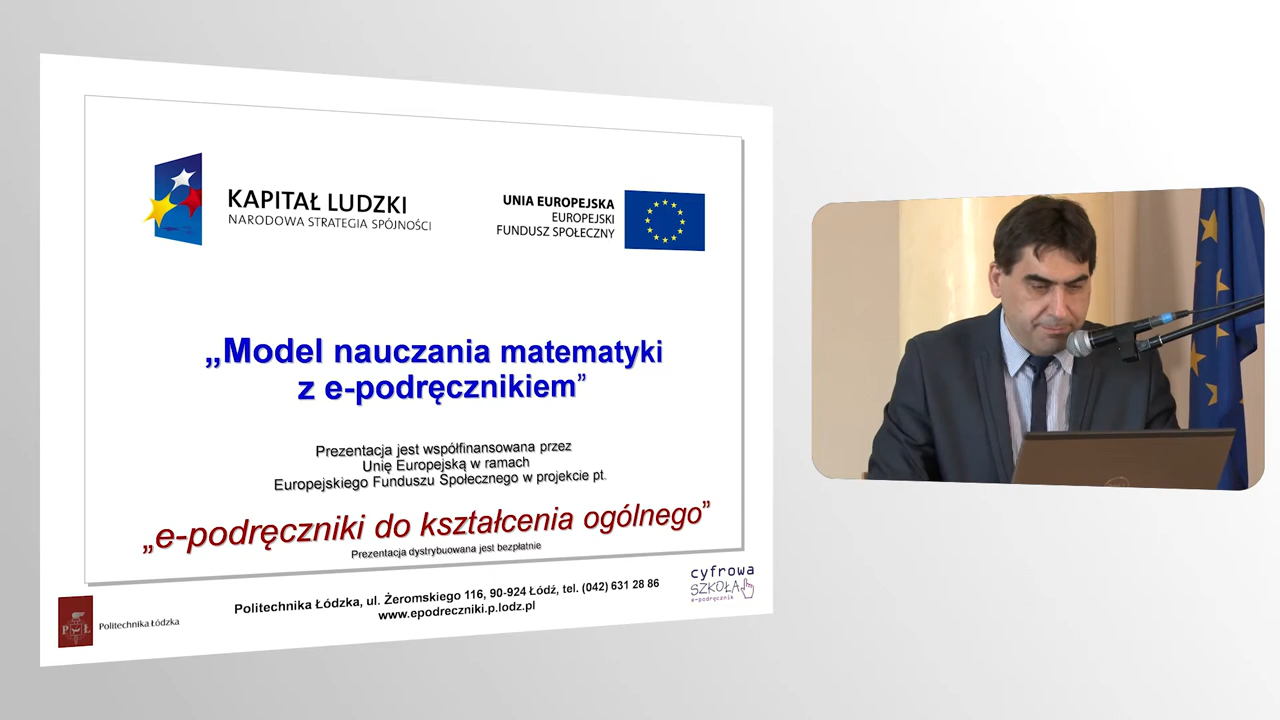 KAPITAŁ LUDZKI
NARODOWA STRATEGIA SPÓJNOŚCI
UNIA EUROPEJSKA
EUROPEJSKI
FUNDUSZ SPOŁECZNY
„Model nauczania matematyki
z e-podręcznikiem”
Prezentacja jest współfinansowana przez
Unię Europejską w ramach
Europejskiego Funduszu Społecznego w projekcie pt.
„e-podręczniki do kształcenia ogólnego”
Prezentacja dystrybuowana jest bezpłatnie
Politechnika Łódzka, ul. Żeromskiego 116, 90-924 Łódź, tel. (042) 631 28 86
www.epodreczniki.p.lodz.pl
P Ł
Politechnika Łódzka
cyfrowa
SZKOŁA
e-podręcznik